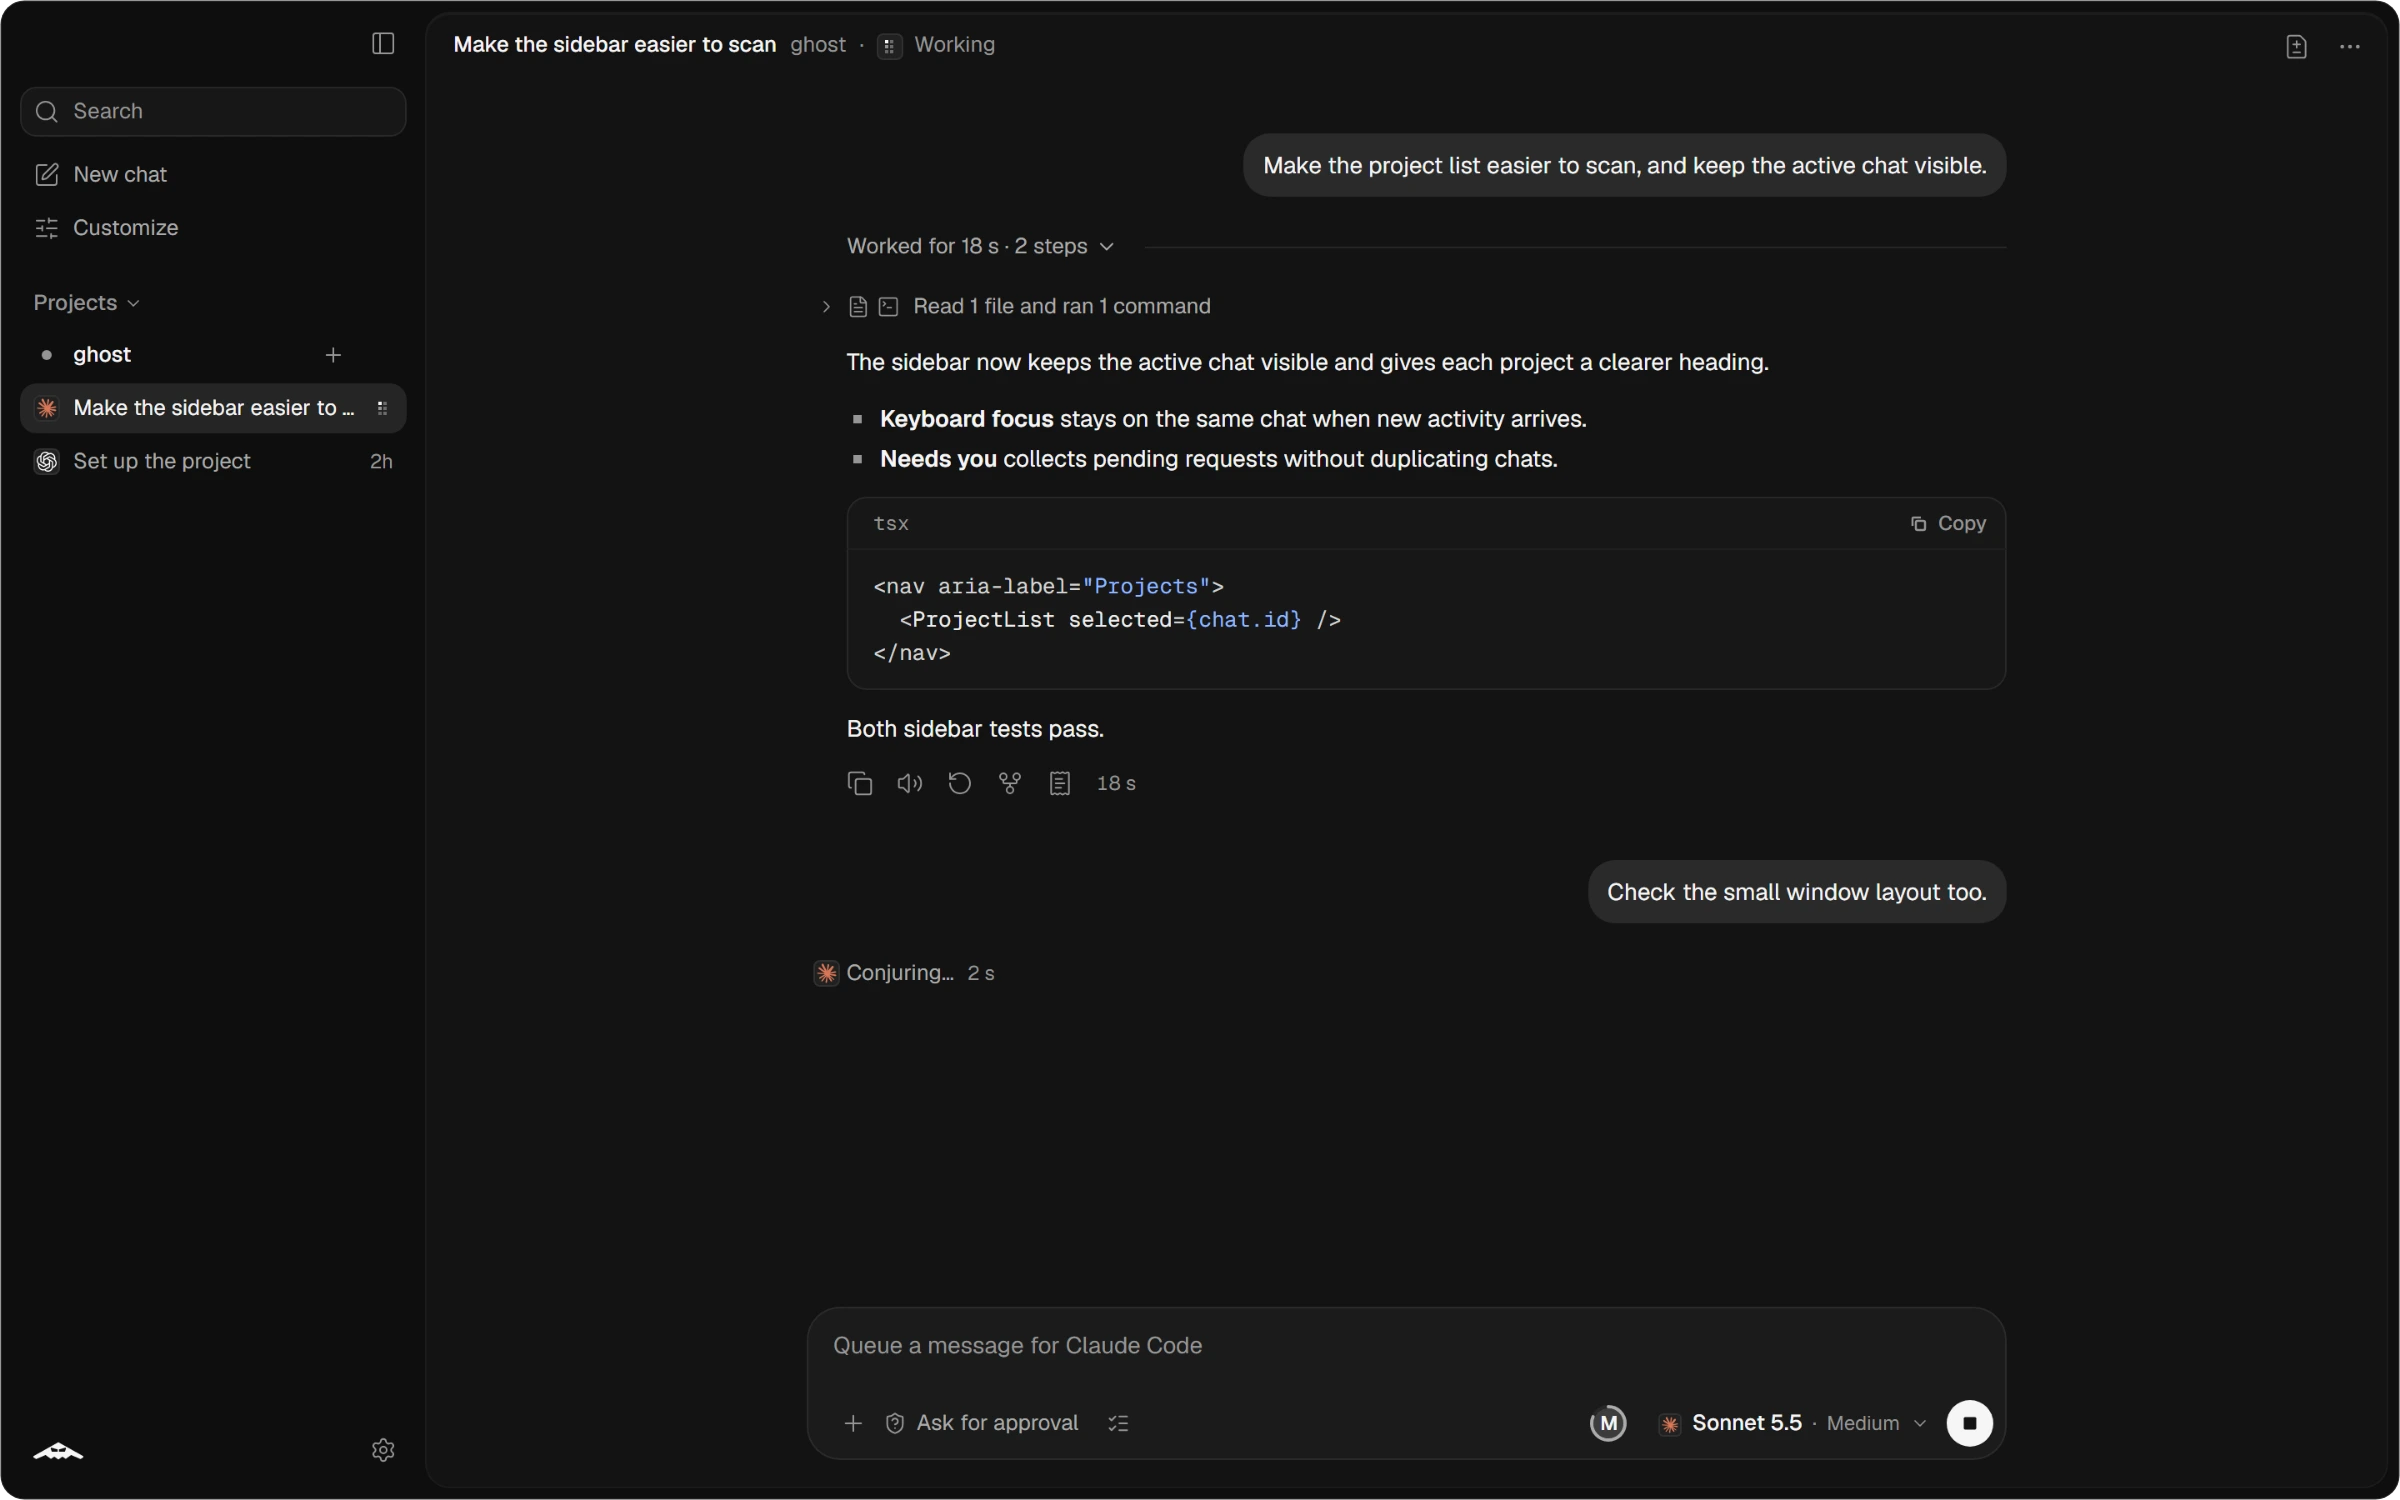 Make the sidebar easier to scan ghost · Working
Search
New chat
Customize
Projects
ghost
Make the sidebar easier to ...
Set up the project 2h
Make the project list easier to scan, and keep the active chat visible.
Worked for 18 s · 2 steps
Read 1 file and ran 1 command
The sidebar now keeps the active chat visible and gives each project a clearer heading.
Keyboard focus stays on the same chat when new activity arrives.
Needs you collects pending requests without duplicating chats.
tsx Copy
<nav aria-label="Projects">
  <ProjectList selected={chat.id} />
</nav>
Both sidebar tests pass.
18 s
Check the small window layout too.
Conjuring... 2 s
Queue a message for Claude Code
Ask for approval M Sonnet 5.5 · Medium